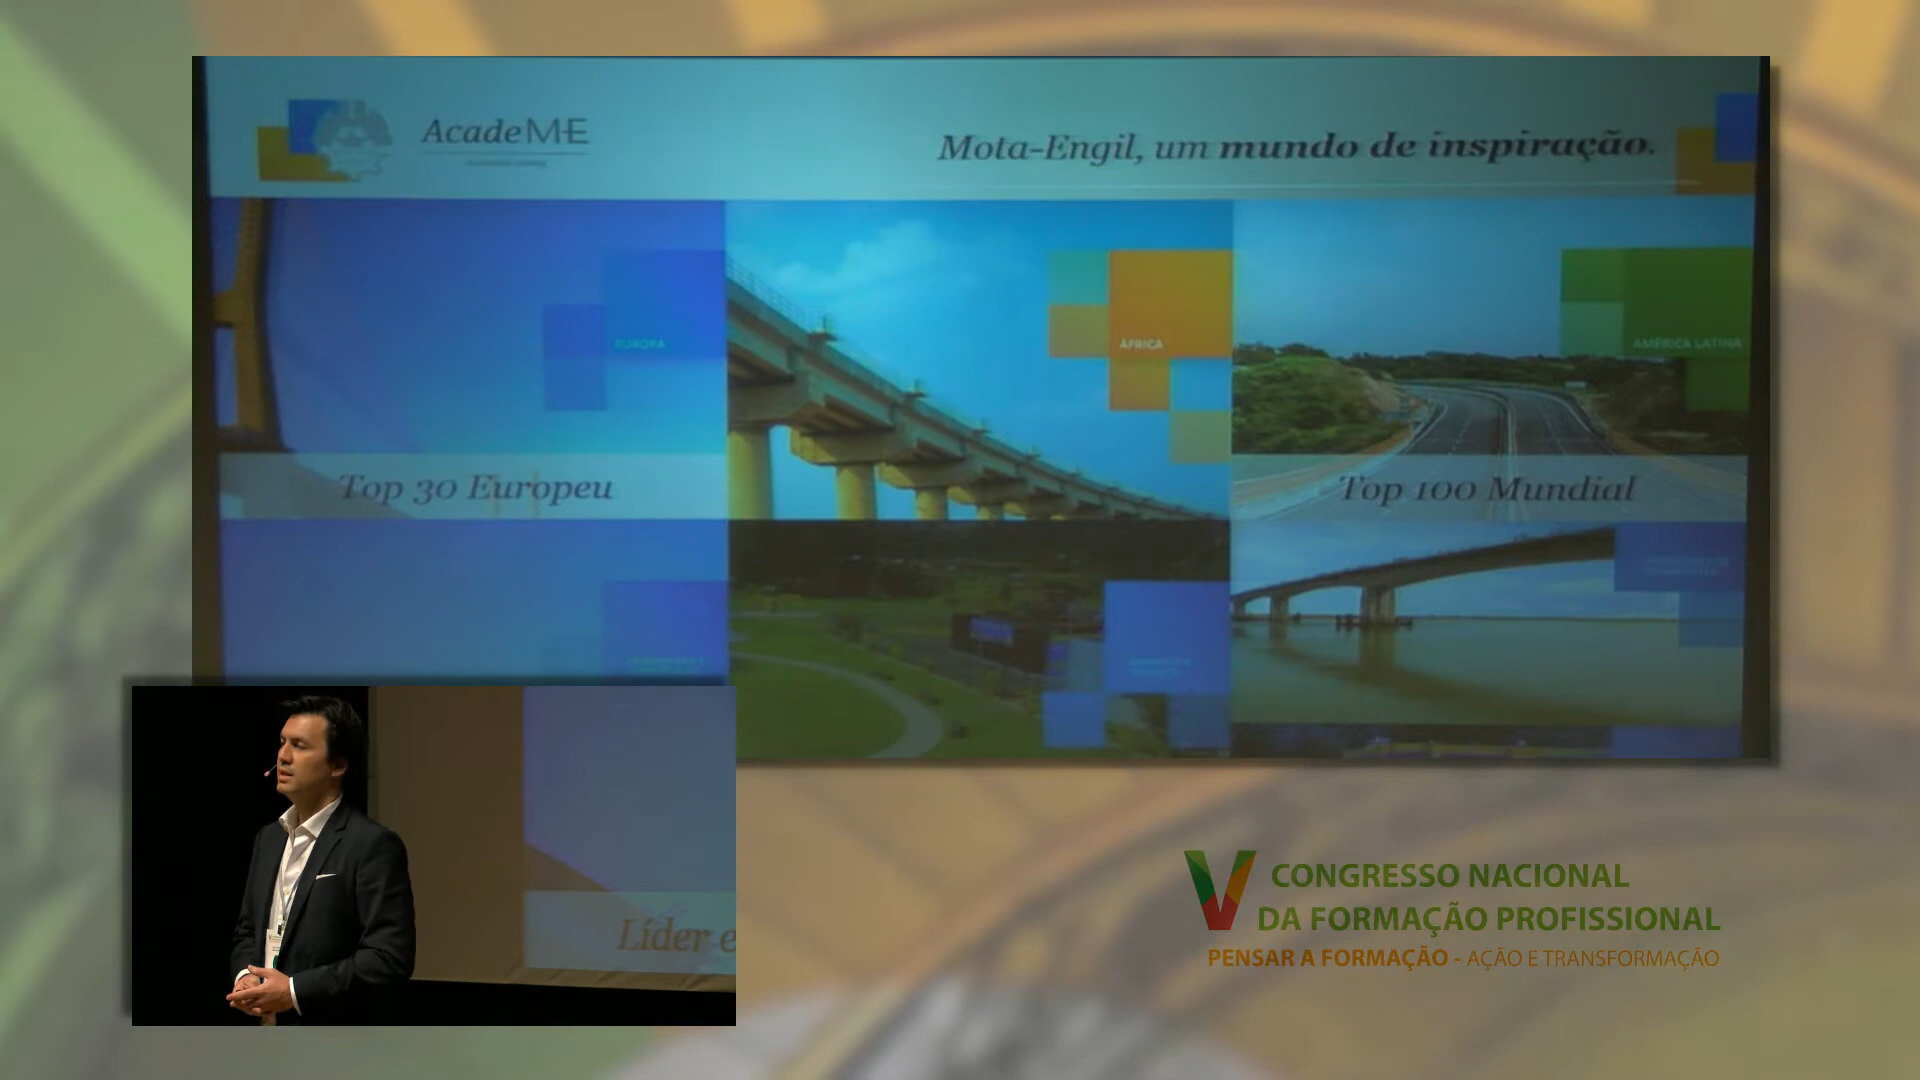 AcadeME
Mota-Engil, um mundo de inspiração.
EUROPA
ÁFRICA
AMÉRICA LATINA
Top 30 Europeu
Top 100 Mundial
Líder e
V CONGRESSO NACIONAL
DA FORMAÇÃO PROFISSIONAL
PENSAR A FORMAÇÃO - AÇÃO E TRANSFORMAÇÃO